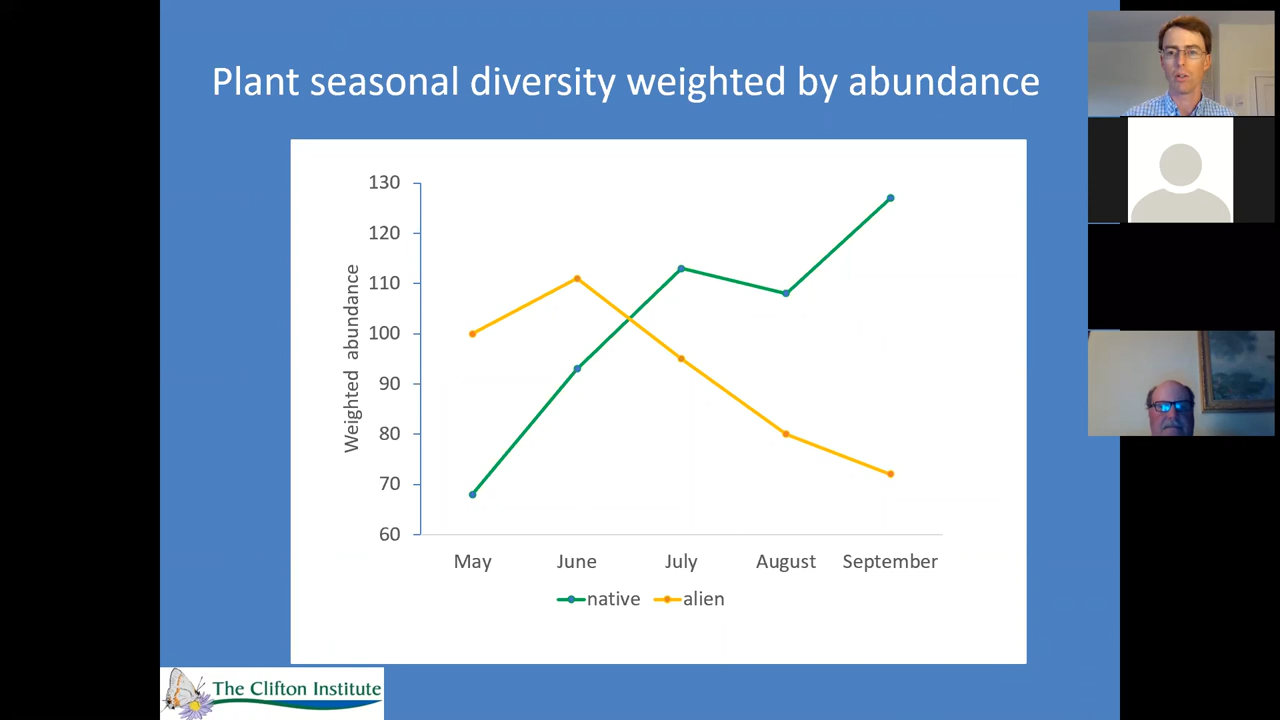 Plant seasonal diversity weighted by abundance
130
120
110
100
90
80
70
60
Weighted abundance
May June July August September
native alien
The Clifton Institute